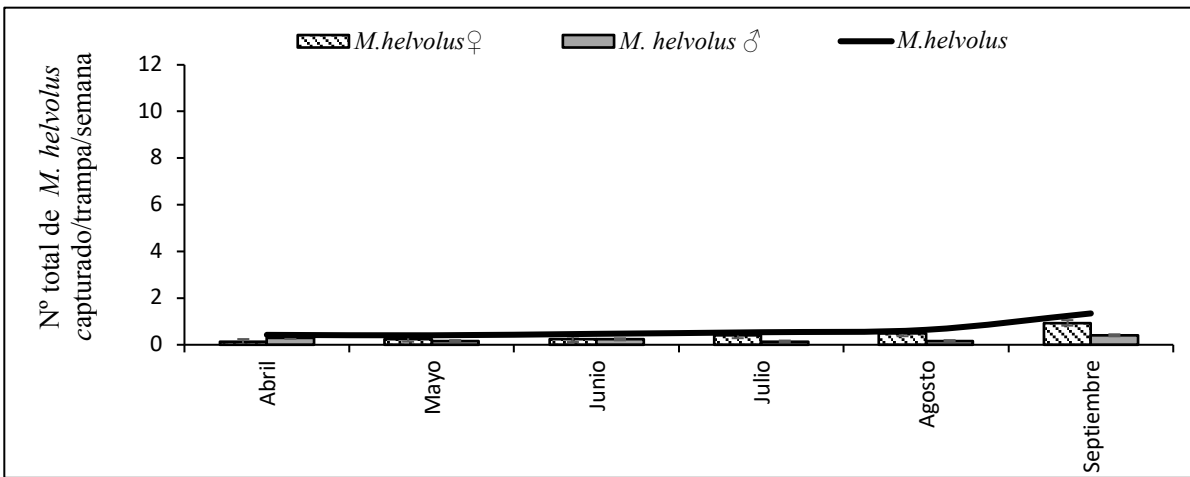 M.helvolus♀ M. helvolus ♂ M.helvolus
Nº total de M. helvolus
capturado/trampa/semana
12
10
8
6
4
2
0
Abril Mayo Junio Julio Agosto Septiembre